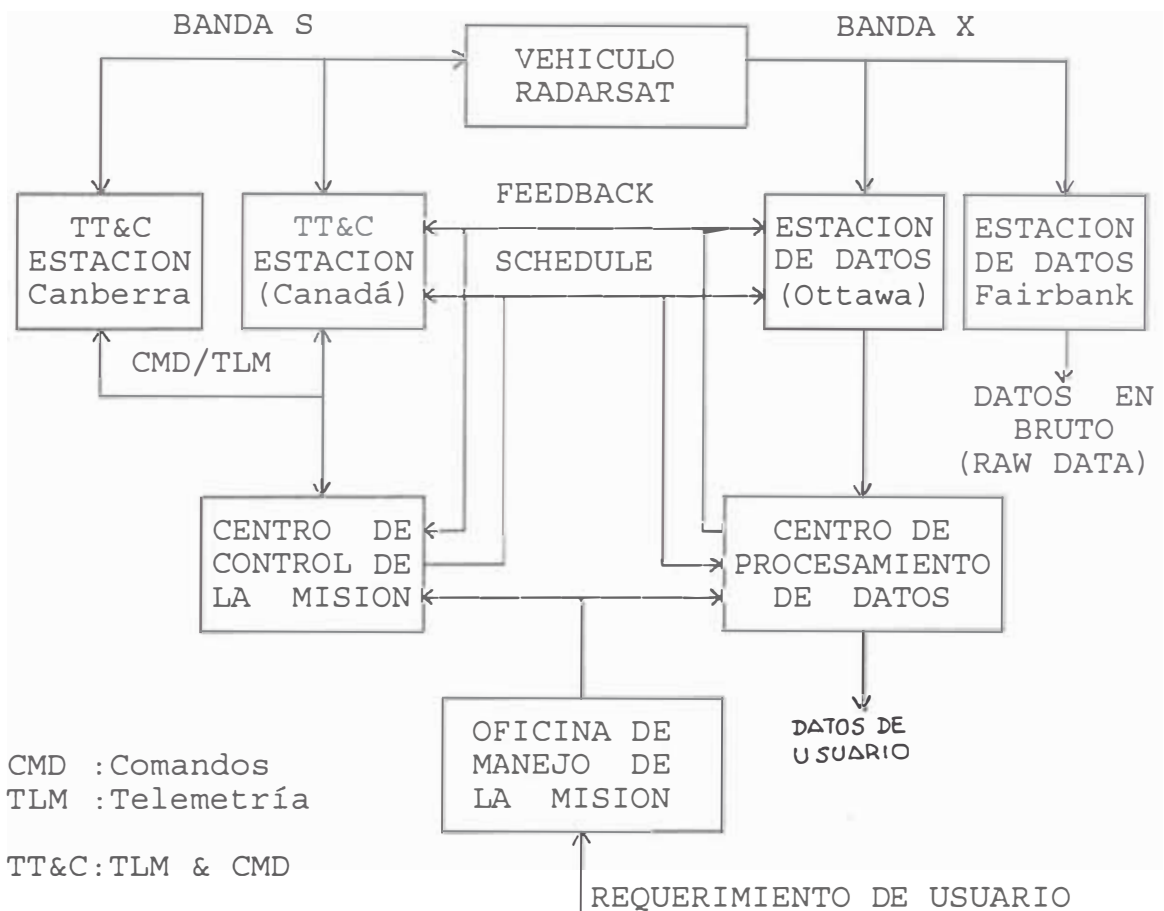 BANDA S
BANDA X
VEHICULO
RADARSAT
TT&C
ESTACION
Canberra
TT&C
ESTACION
(Canadá)
FEEDBACK
SCHEDULE
ESTACION
DE DATOS
(Ottawa)
ESTACION
DE DATOS
Fairbank
CMD/TLM
DATOS EN
BRUTO
(RAW DATA)
CENTRO DE
CONTROL DE
LA MISION
CENTRO DE
PROCESAMIENTO
DE DATOS
OFICINA DE
MANEJO DE
LA MISION
DATOS DE
USUARIO
CMD :Comandos
TLM :Telemetría
TT&C:TLM & CMD
REQUERIMIENTO DE USUARIO